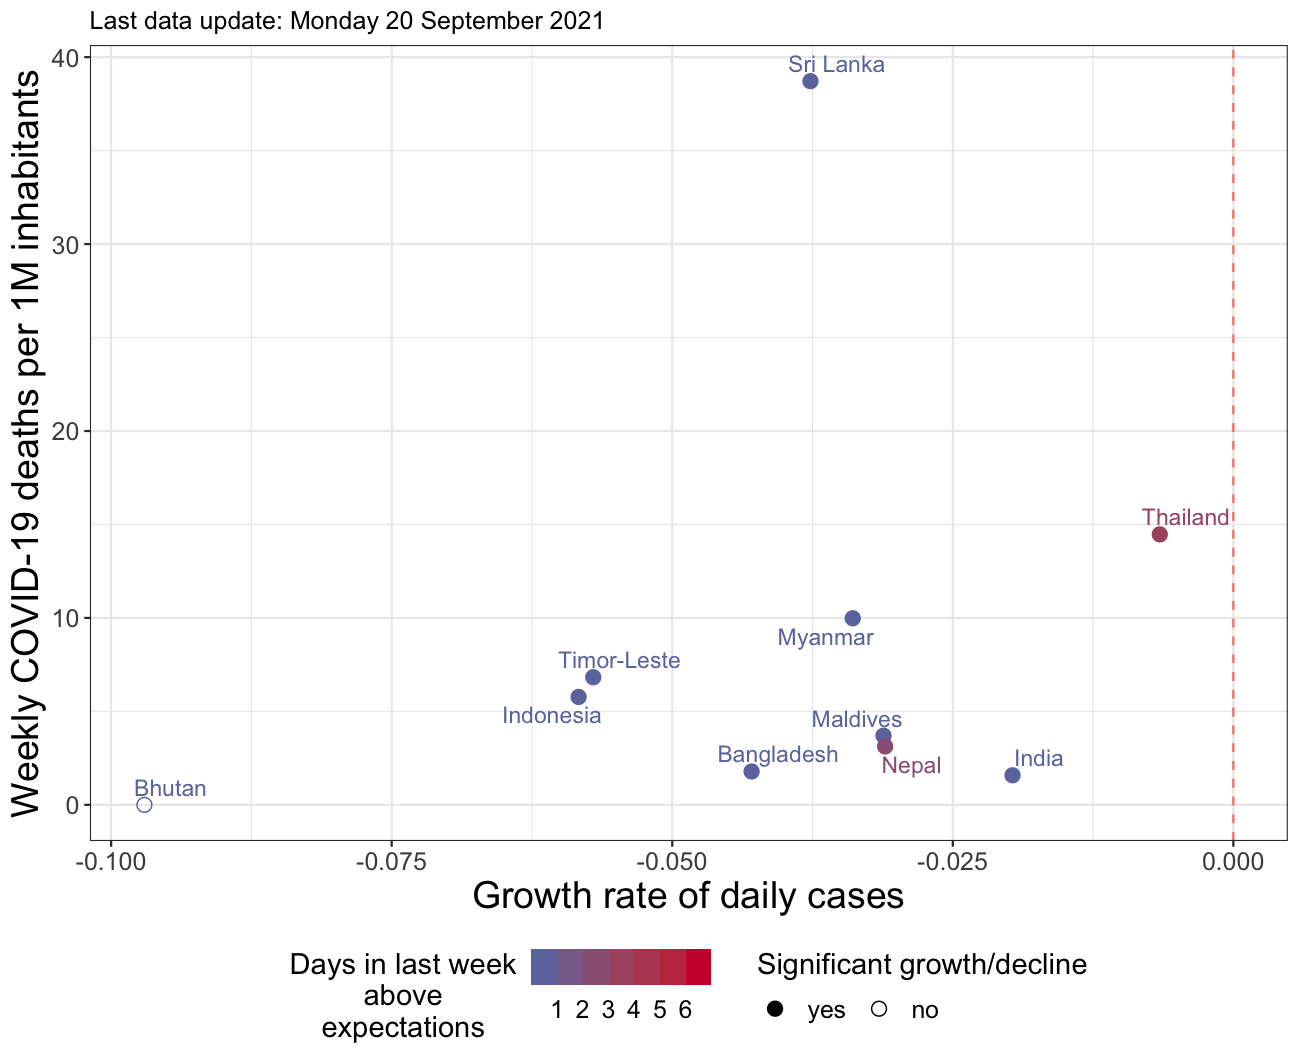 Last data update: Monday 20 September 2021
Weekly COVID-19 deaths per 1M inhabitants
40
30
20
10
0
Sri Lanka
Thailand
Myanmar
Timor-Leste
Indonesia
Maldives
Bangladesh
Nepal
India
Bhutan
-0.100 -0.075 -0.050 -0.025 0.000
Growth rate of daily cases
Days in last week
above
expectations
1 2 3 4 5 6
Significant growth/decline
yes no